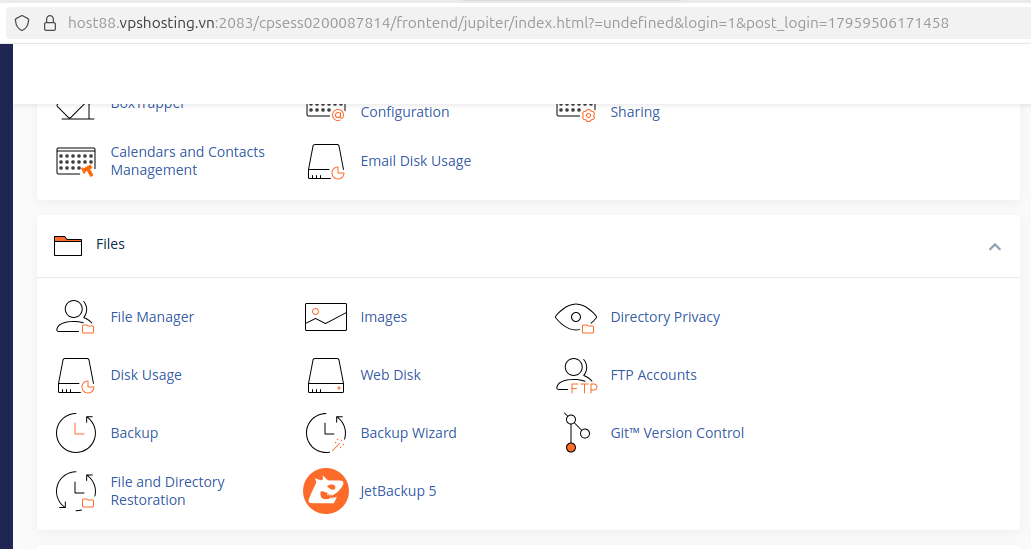 host88.vpshosting.vn:2083/cpsess0200087814/frontend/jupiter/index.html?=undefined&login=1&post_login=17959506171458
BoxTrapper
Configuration
Sharing
Calendars and Contacts
Management
Email Disk Usage
Files
File Manager
Images
Directory Privacy
Disk Usage
Web Disk
FTP Accounts
FTP
Backup
Backup Wizard
Git™ Version Control
File and Directory
Restoration
JetBackup 5